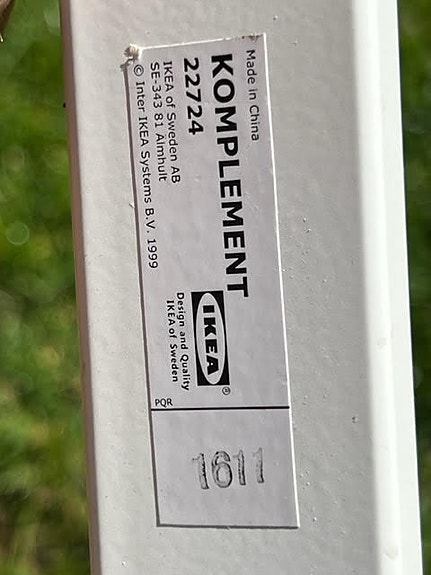 Made in China
KOMPLEMENT
22724
IKEA of Sweden AB
SE-343 81 Älmhult
© Inter IKEA Systems B.V. 1999
IKEA®
Design and Quality
IKEA of Sweden
PQR
1611